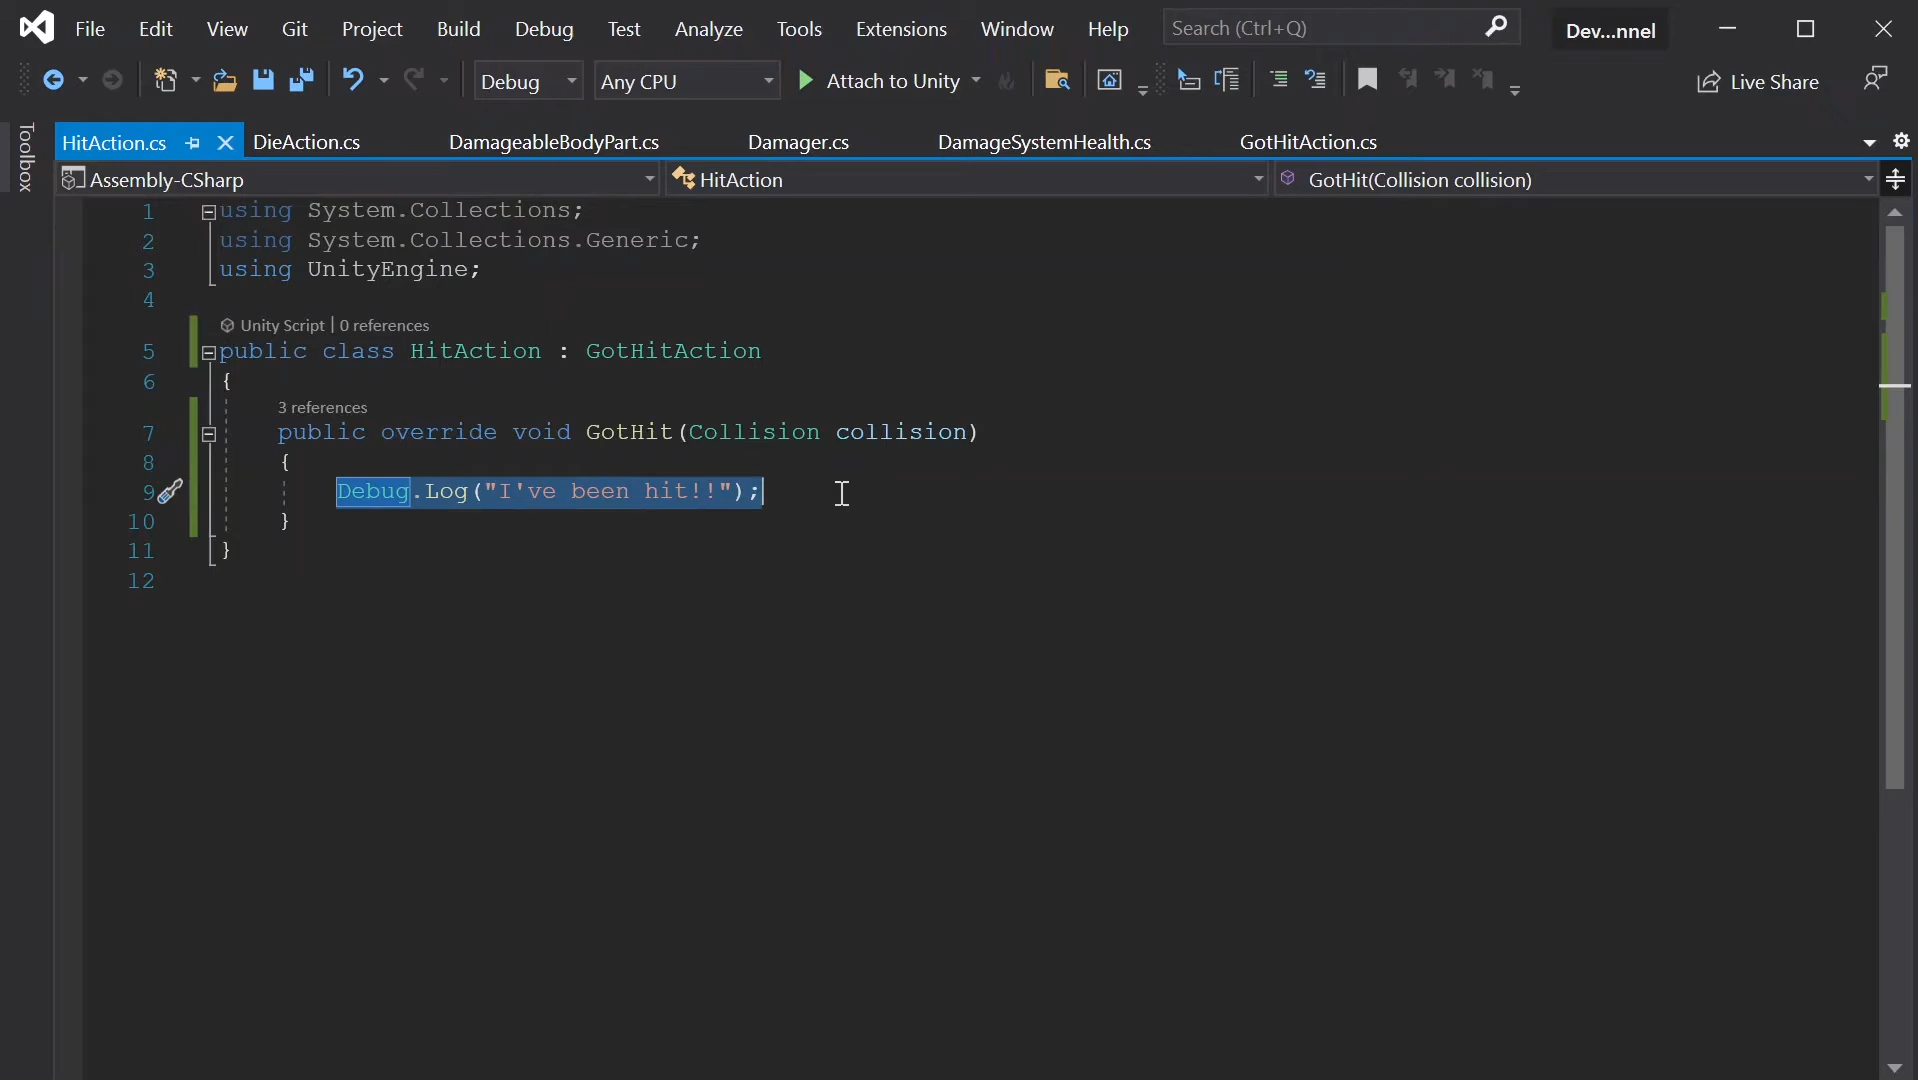 File Edit View Git Project Build Debug Test Analyze Tools Extensions Window Help Search (Ctrl+Q) Dev...nnel
Debug Any CPU Attach to Unity Live Share
Toolbox
HitAction.cs DieAction.cs DamageableBodyPart.cs Damager.cs DamageSystemHealth.cs GotHitAction.cs
Assembly-CSharp HitAction GotHit(Collision collision)
1 using System.Collections;
2 using System.Collections.Generic;
3 using UnityEngine;
4
Unity Script | 0 references
5 public class HitAction : GotHitAction
6 {
3 references
7 public override void GotHit(Collision collision)
8 {
9 Debug.Log("I've been hit!!");
10 }
11 }
12